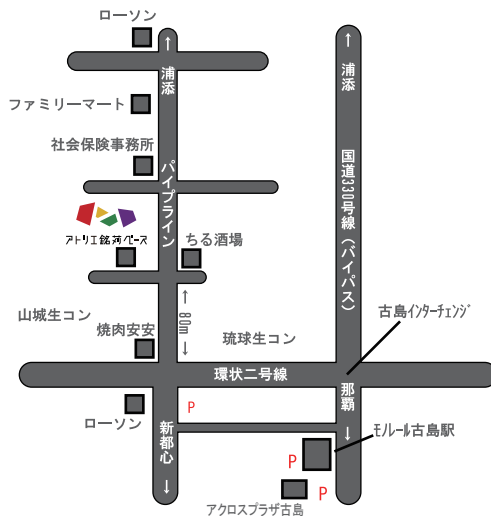 ローソン
↑
浦添
↑
浦添
ファミリーマート
社会保険事務所
パイプライン
国道330号線(バイパス)
アトリエ銘苅ベース
ちる酒場
山城生コン
↑
80m
↓
古島インターチェンジ
焼肉安安
琉球生コン
環状二号線
那覇
↓
ローソン
P
新都心
↓
モルール古島駅
P
P
アクロスプラザ古島